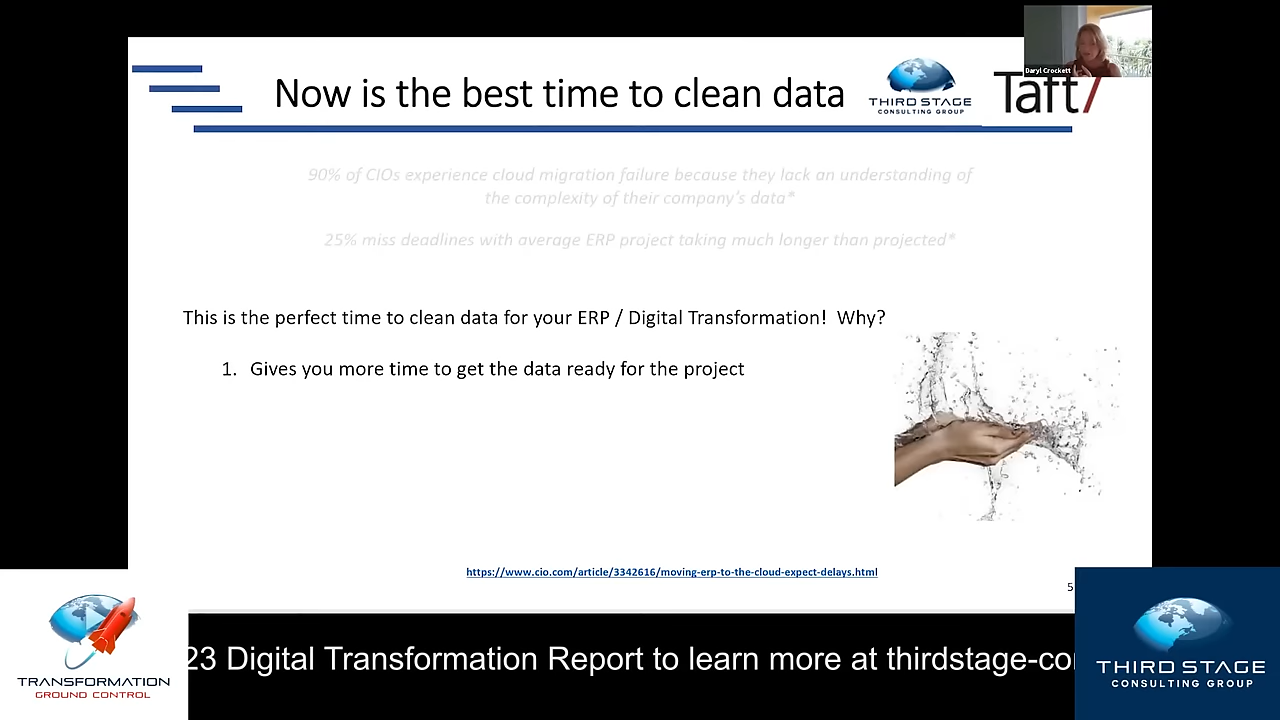 Now is the best time to clean data
THIRD STAGE
CONSULTING GROUP
Daryl Crockett
Taft7
90% of CIOs experience cloud migration failure because they lack an understanding of
the complexity of their company's data*
25% miss deadlines with average ERP project taking much longer than projected*
This is the perfect time to clean data for your ERP / Digital Transformation!  Why?
1. Gives you more time to get the data ready for the project
https://www.cio.com/article/3342616/moving-erp-to-the-cloud-expect-delays.html
5
TRANSFORMATION
GROUND CONTROL
23 Digital Transformation Report to learn more at thirdstage-co
THIRD STAGE
CONSULTING GROUP